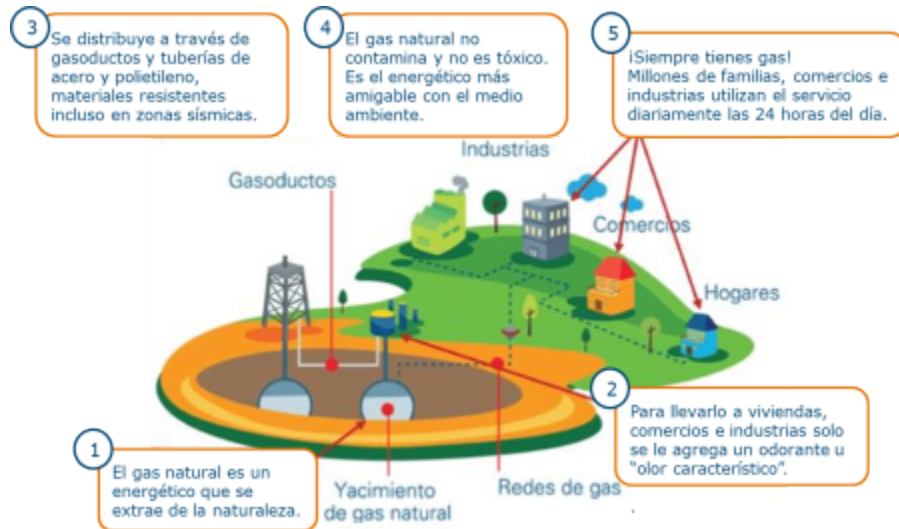 3
Se distribuye a través de
gasoductos y tuberías de
acero y polietileno,
materiales resistentes
incluso en zonas sísmicas.
4
El gas natural no
contamina y no es tóxico.
Es el energético más
amigable con el medio
ambiente.
5
¡Siempre tienes gas!
Millones de familias, comercios e
industrias utilizan el servicio
diariamente las 24 horas del día.
Industrias
Gasoductos
Comercios
Hogares
2
Para llevarlo a viviendas,
comercios e industrias solo
se le agrega un odorante u
“olor característico”.
1
El gas natural es un
energético que se
extrae de la naturaleza.
Yacimiento
de gas natural
Redes de gas
.